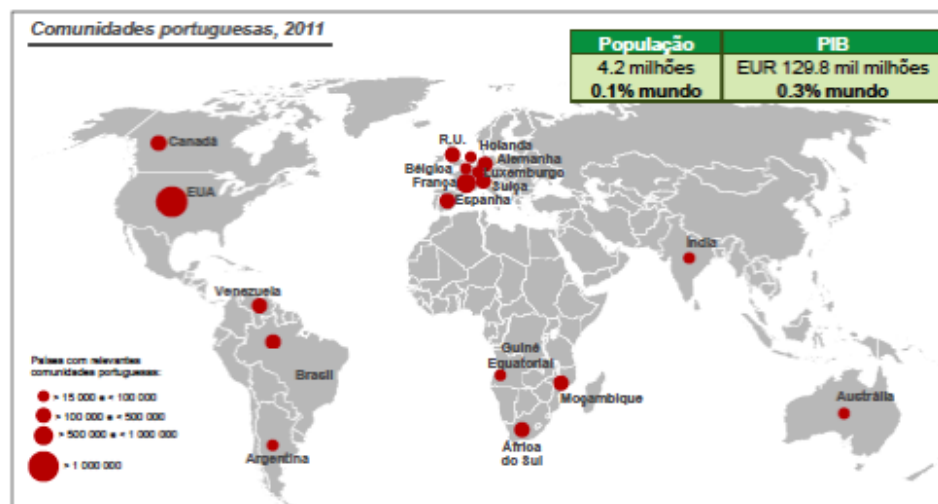 Comunidades portuguesas, 2011
População PIB
4.2 milhões EUR 129.8 mil milhões
0.1% mundo 0.3% mundo
Canadá
R.U.
Holanda
Alemanha
Bélgica
Luxemburgo
França
Suíça
EUA
Espanha
Índia
Venezuela
Guiné
Equatorial
Brasil
Moçambique
Austrália
África
do Sul
Argentina
Países com relevantes
comunidades portuguesas:
> 15 000 e < 100 000
> 100 000 e < 500 000
> 500 000 e < 1 000 000
> 1 000 000